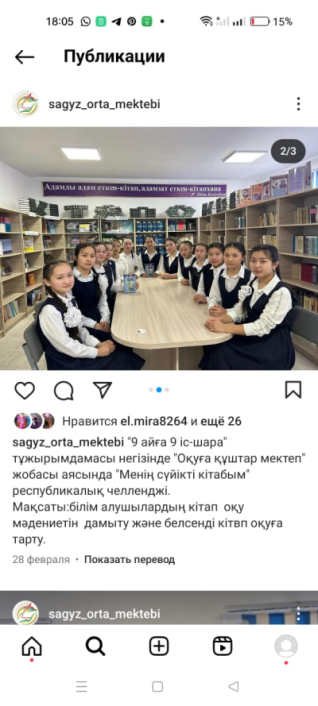 18:05
15%
Публикации
sagyz_orta_mektebi
2/3
Адамды адам еткен-кітап, адамзат еткен-кітапхана
Нравится el.mira8264 и ещё 26
sagyz_orta_mektebi "9 айға 9 іс-шара"
тұжырымдамасы негізінде "Оқуға құштар мектеп"
жобасы аясында "Менің сүйікті кітабым"
республикалық челленджі.
Мақсаты:білім алушылардың кітап оқу
мәдениетін дамыту және белсенді кітвп оқуға
тарту.
28 февраля • Показать перевод
sagyz_orta_mektebi